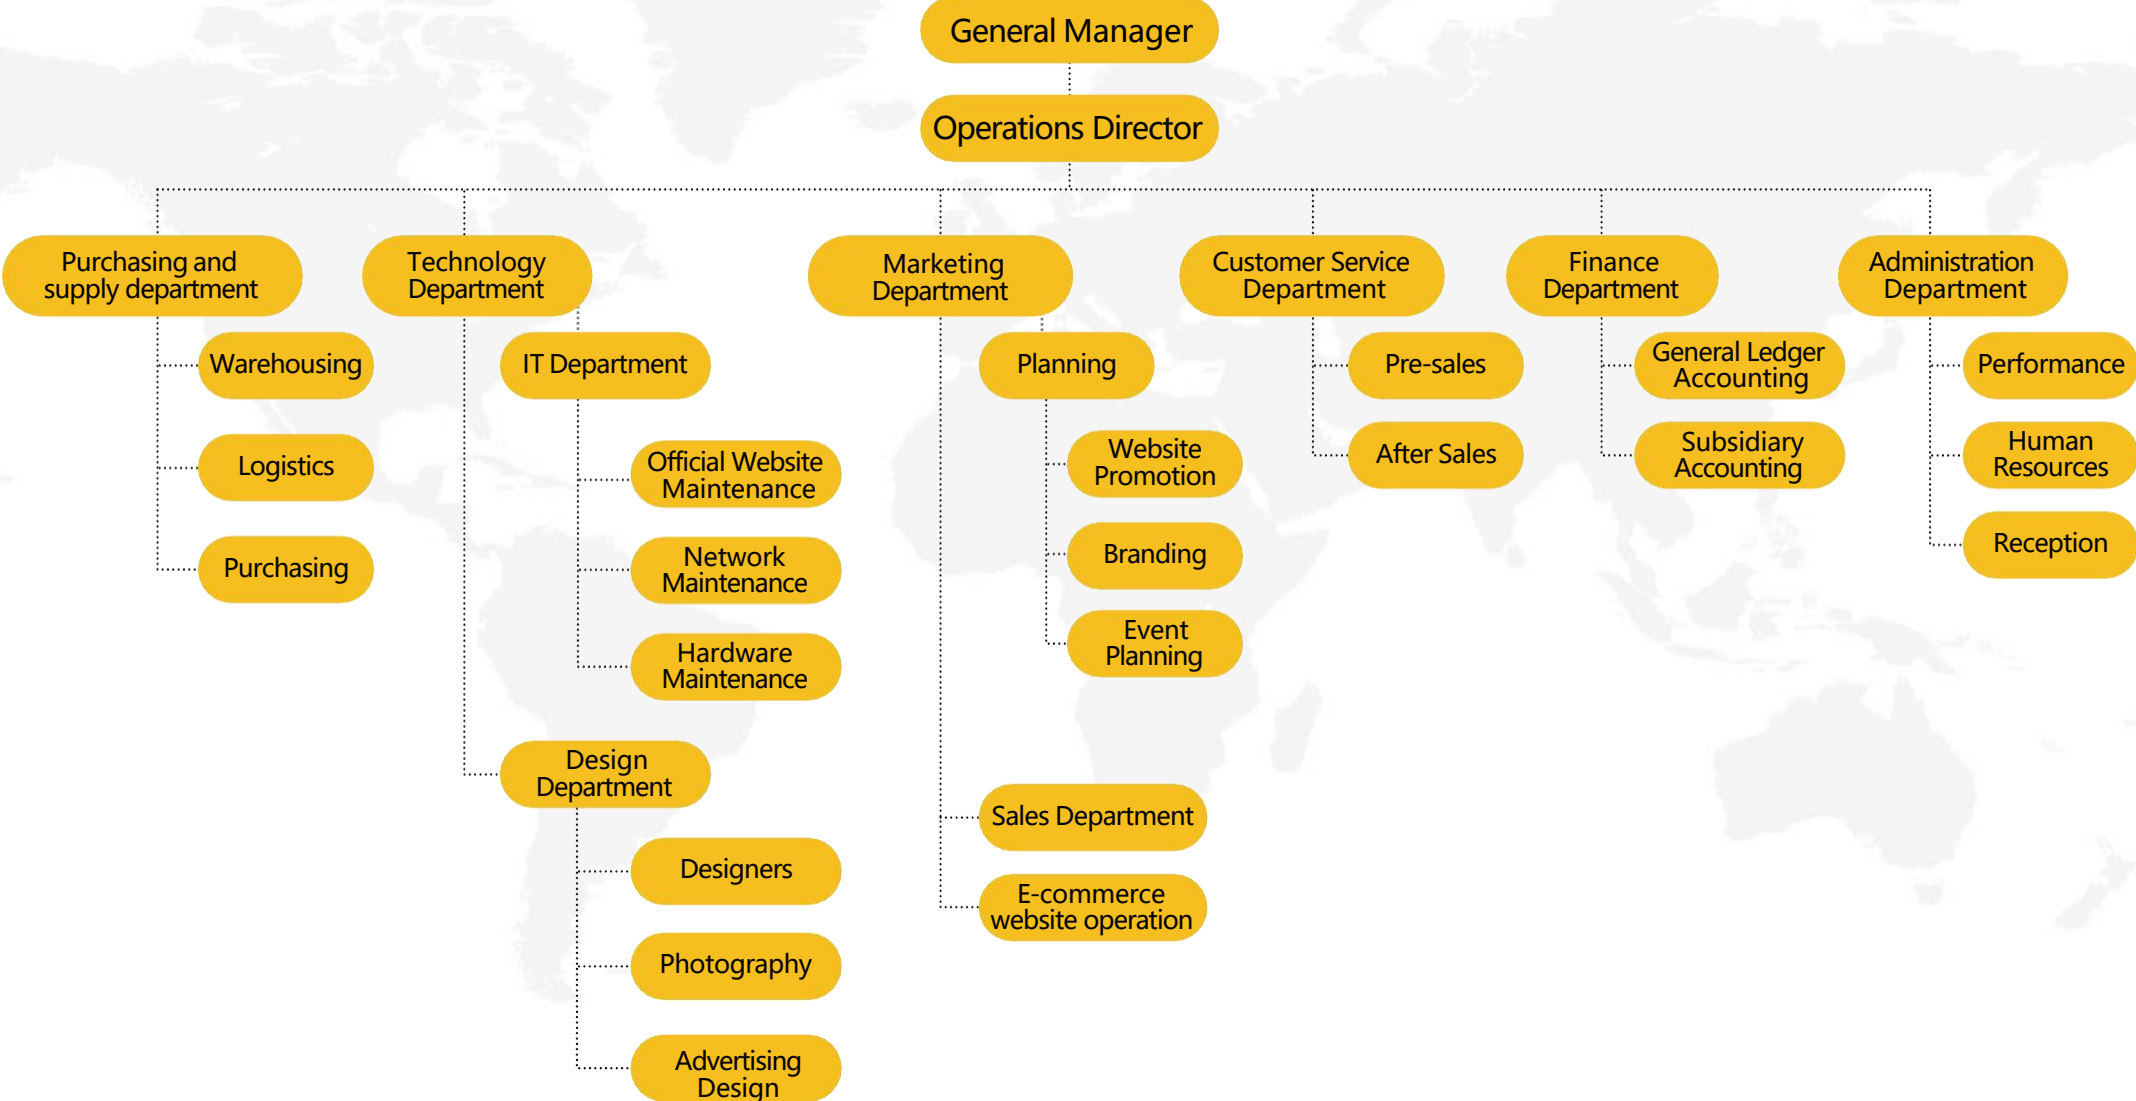 General Manager
Operations Director
Purchasing and
supply department
Technology
Department
Marketing
Department
Customer Service
Department
Finance
Department
Administration
Department
Warehousing
Logistics
Purchasing
IT Department
Official Website
Maintenance
Network
Maintenance
Hardware
Maintenance
Design
Department
Designers
Photography
Advertising
Design
Planning
Website
Promotion
Branding
Event
Planning
Sales Department
E-commerce
website operation
Pre-sales
After Sales
General Ledger
Accounting
Subsidiary
Accounting
Performance
Human
Resources
Reception